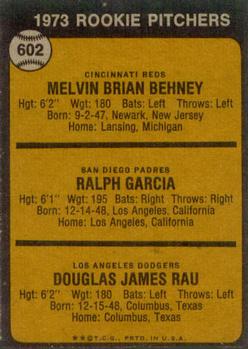 1973 ROOKIE PITCHERS
602
CINCINNATI REDS
MELVIN BRIAN BEHNEY
Hgt: 6'2" Wgt: 180 Bats: Left Throws: Left
Born: 9-2-47, Newark, New Jersey
Home: Lansing, Michigan
SAN DIEGO PADRES
RALPH GARCIA
Hgt: 6'1" Wgt: 195 Bats: Right Throws: Right
Born: 12-14-48, Los Angeles, California
Home: Los Angeles, California
LOS ANGELES DODGERS
DOUGLAS JAMES RAU
Hgt: 6'2" Wgt: 180 Bats: Left Throws: Left
Born: 12-15-48, Columbus, Texas
Home: Columbus, Texas
**© T.C.G., PRTD. IN U.S.A.